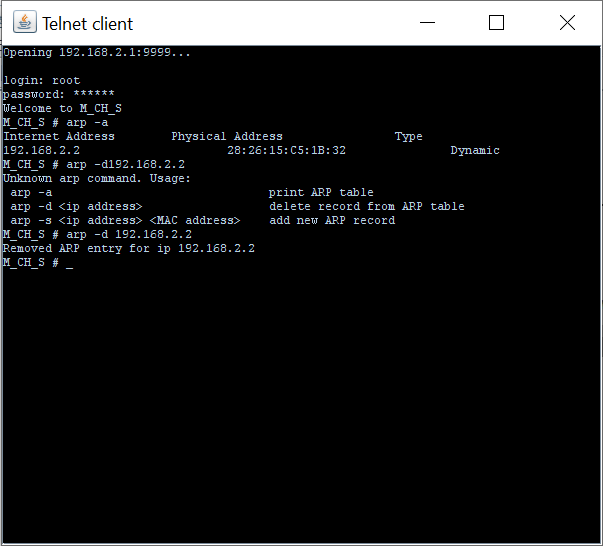 Telnet client
Opening 192.168.2.1:9999...
login: root
password: ******
Welcome to M_CH_S
M_CH_S # arp -a
Internet Address        Physical Address                Type
192.168.2.2                     28:26:15:C5:1B:32               Dynamic
M_CH_S # arp -d192.168.2.2
Unknown arp command. Usage:
 arp -a                               print ARP table
 arp -d <ip address>                  delete record from ARP table
 arp -s <ip address> <MAC address>    add new ARP record
M_CH_S # arp -d 192.168.2.2
Removed ARP entry for ip 192.168.2.2
M_CH_S # _